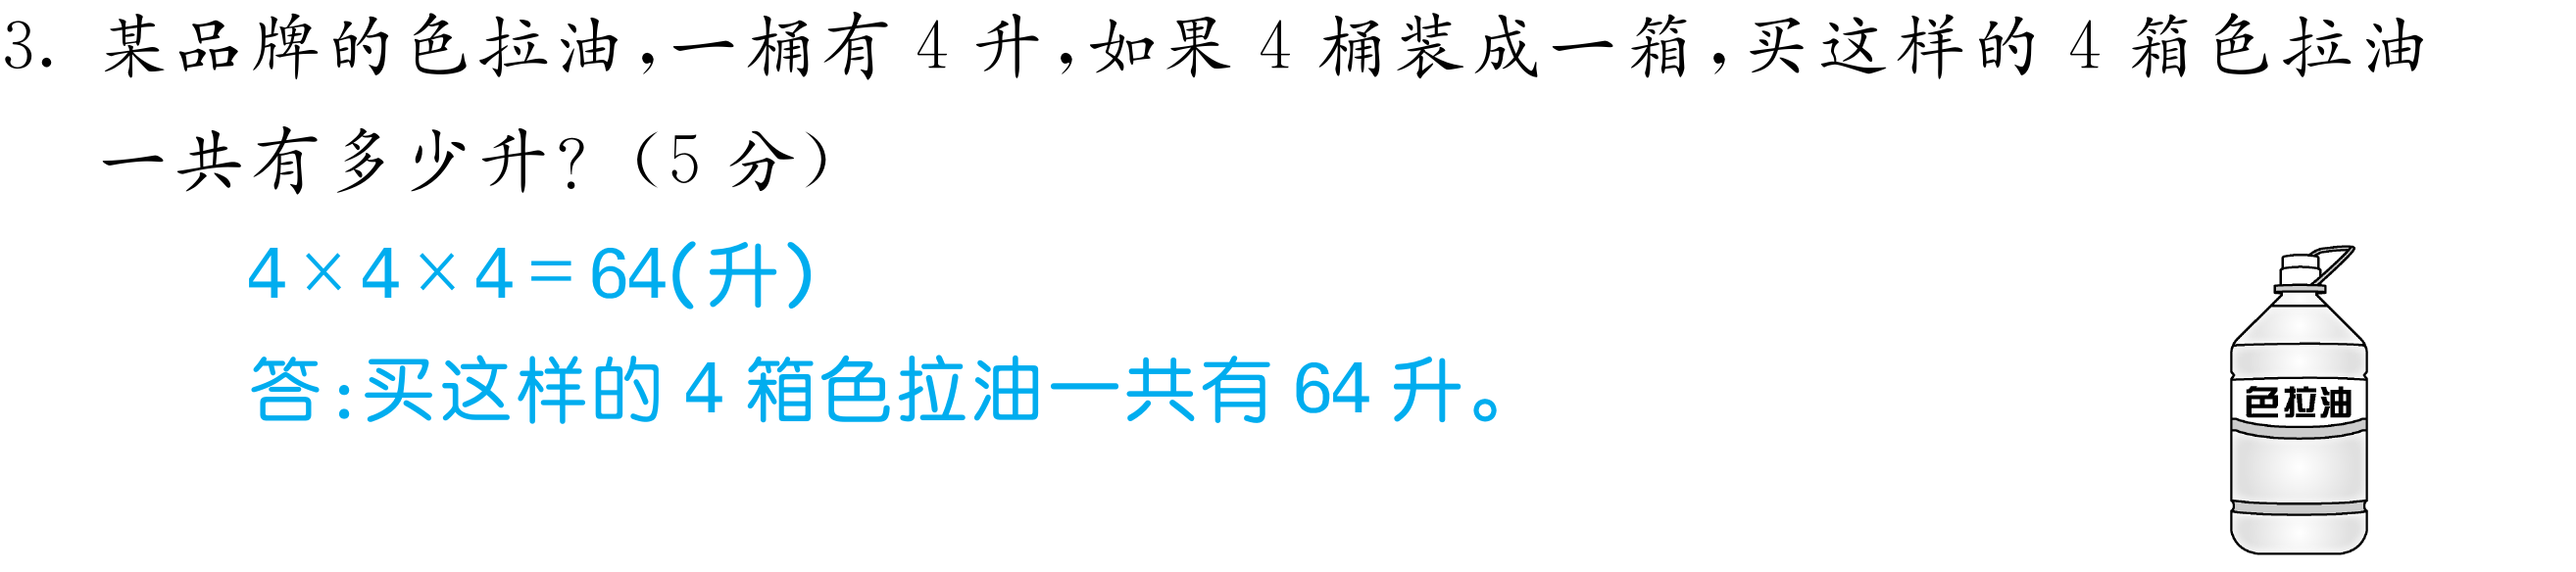 3. 某品牌的色拉油,一桶有 4 升,如果 4 桶装成一箱,买这样的 4 箱色拉油
一共有多少升?(5 分)
4×4×4=64(升)
答:买这样的 4 箱色拉油一共有 64 升。
色拉油